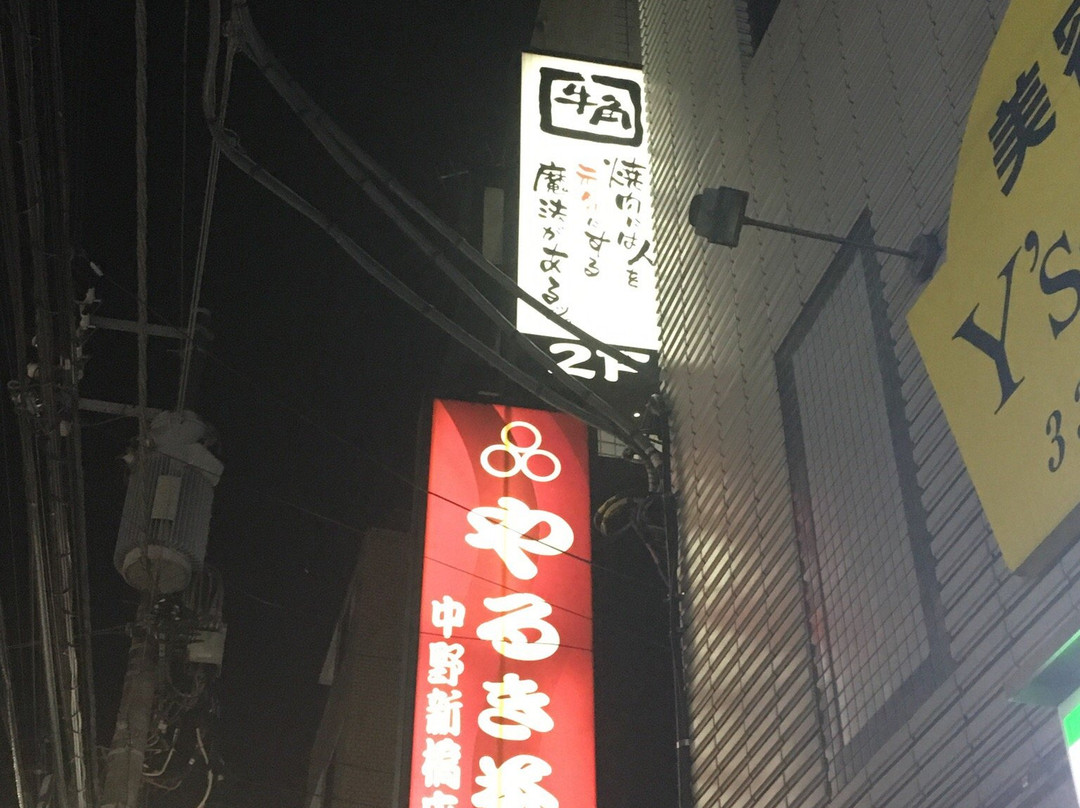 牛角
焼肉には人を
元気にする
魔法がある。
2F
やるき
中野新橋
美容
Y's
3